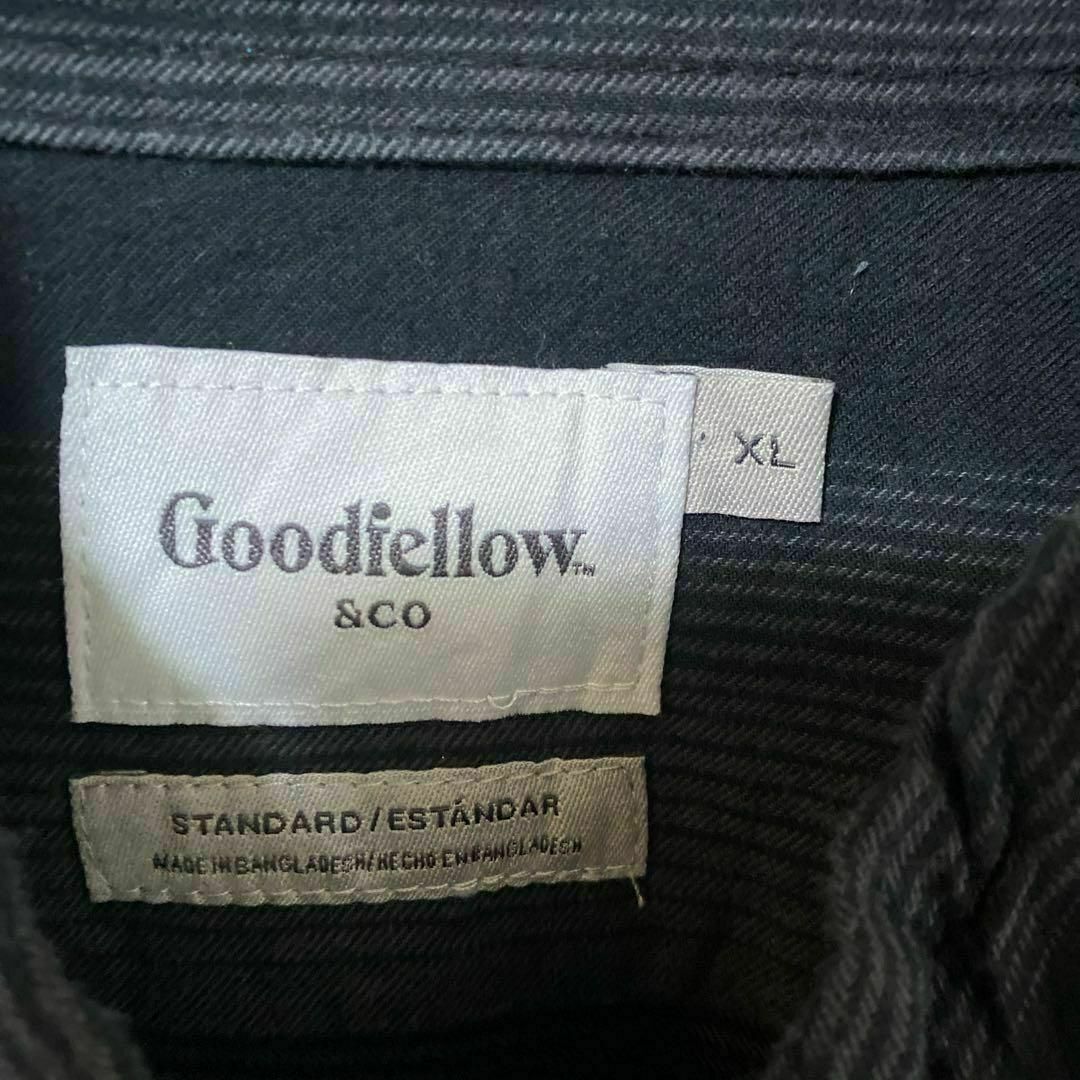 Goodfellow™
&CO
XL
STANDARD/ESTÁNDAR
MADE IN BANGLADESH/HECHO EN BANGLADESH